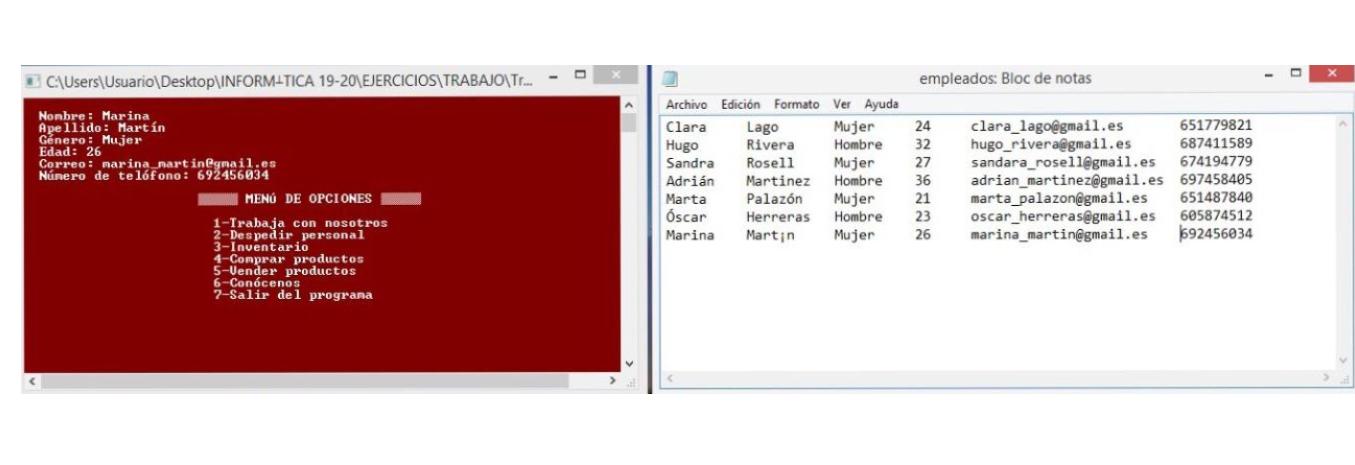 C:\Users\Usuario\Desktop\INFORM┴TICA 19-20\EJERCICIOS\TRABAJO\Tr...
Nombre: Marina
Apellido: Martín
Género: Mujer
Edad: 26
Correo: marina_martin@gmail.es
Número de teléfono: 692456034
MENÚ DE OPCIONES
1-Trabaja con nosotros
2-Despedir personal
3-Inventario
4-Comprar productos
5-Vender productos
6-Conócenos
7-Salir del programa
empleados: Bloc de notas
Archivo Edición Formato Ver Ayuda
Clara Lago Mujer 24 clara_lago@gmail.es 651779821
Hugo Rivera Hombre 32 hugo_rivera@gmail.es 687411589
Sandra Rosell Mujer 27 sandara_rosell@gmail.es 674194779
Adrián Martinez Hombre 36 adrian_martinez@gmail.es 697458405
Marta Palazón Mujer 21 marta_palazon@gmail.es 651487840
Óscar Herreras Hombre 23 oscar_herreras@gmail.es 605874512
Marina Mart¡n Mujer 26 marina_martin@gmail.es 692456034